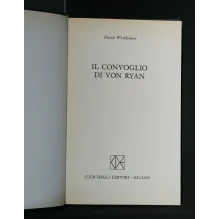 David Westheimer
IL CONVOGLIO
DI VON RYAN
CLUB DEGLI EDITORI - MILANO